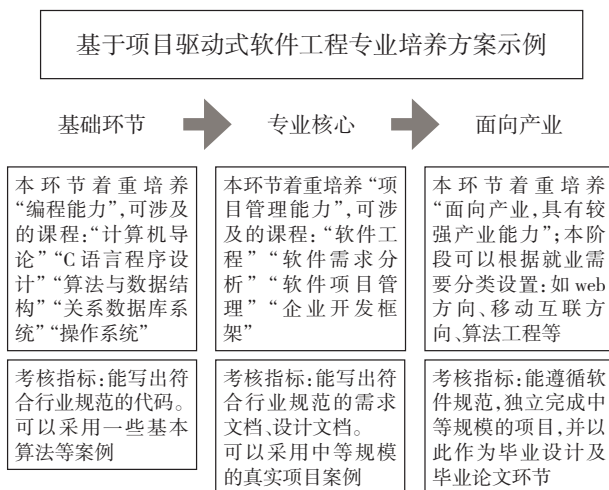 基于项目驱动式软件工程专业培养方案示例
基础环节
专业核心
面向产业
本环节着重培养
“编程能力”,可涉及
的课程:“计算机导
论”“C语言程序设
计”“算法与数据结
构”“关系数据库系
统”“操作系统”
本环节着重培养“项
目管理能力”,可涉
及的课程:“软件工
程”“软件需求分
析”“软件项目管
理”“企业开发框
架”
本环节着重培养
“面向产业,具有较
强产业能力”;本阶
段可以根据就业需
要分类设置:如web
方向、移动互联方
向、算法工程等
考核指标:能写出符
合行业规范的代码。
可以采用一些基本
算法等案例
考核指标:能写出符
合行业规范的需求
文档、设计文档。
可以采用中等规模
的真实项目案例
考核指标:能遵循软
件规范,独立完成中
等规模的项目,并以
此作为毕业设计及
毕业论文环节